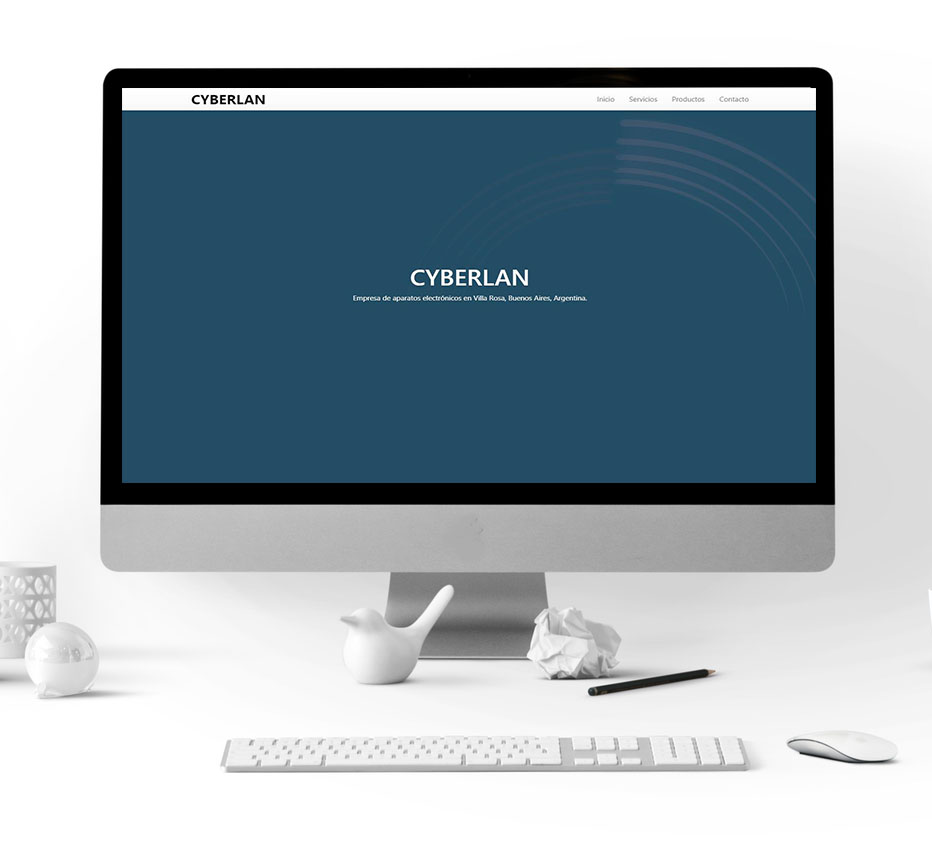 CYBERLAN
Inicio Servicios Productos Contacto
CYBERLAN
Empresa de aparatos electrónicos en Villa Rosa, Buenos Aires, Argentina.